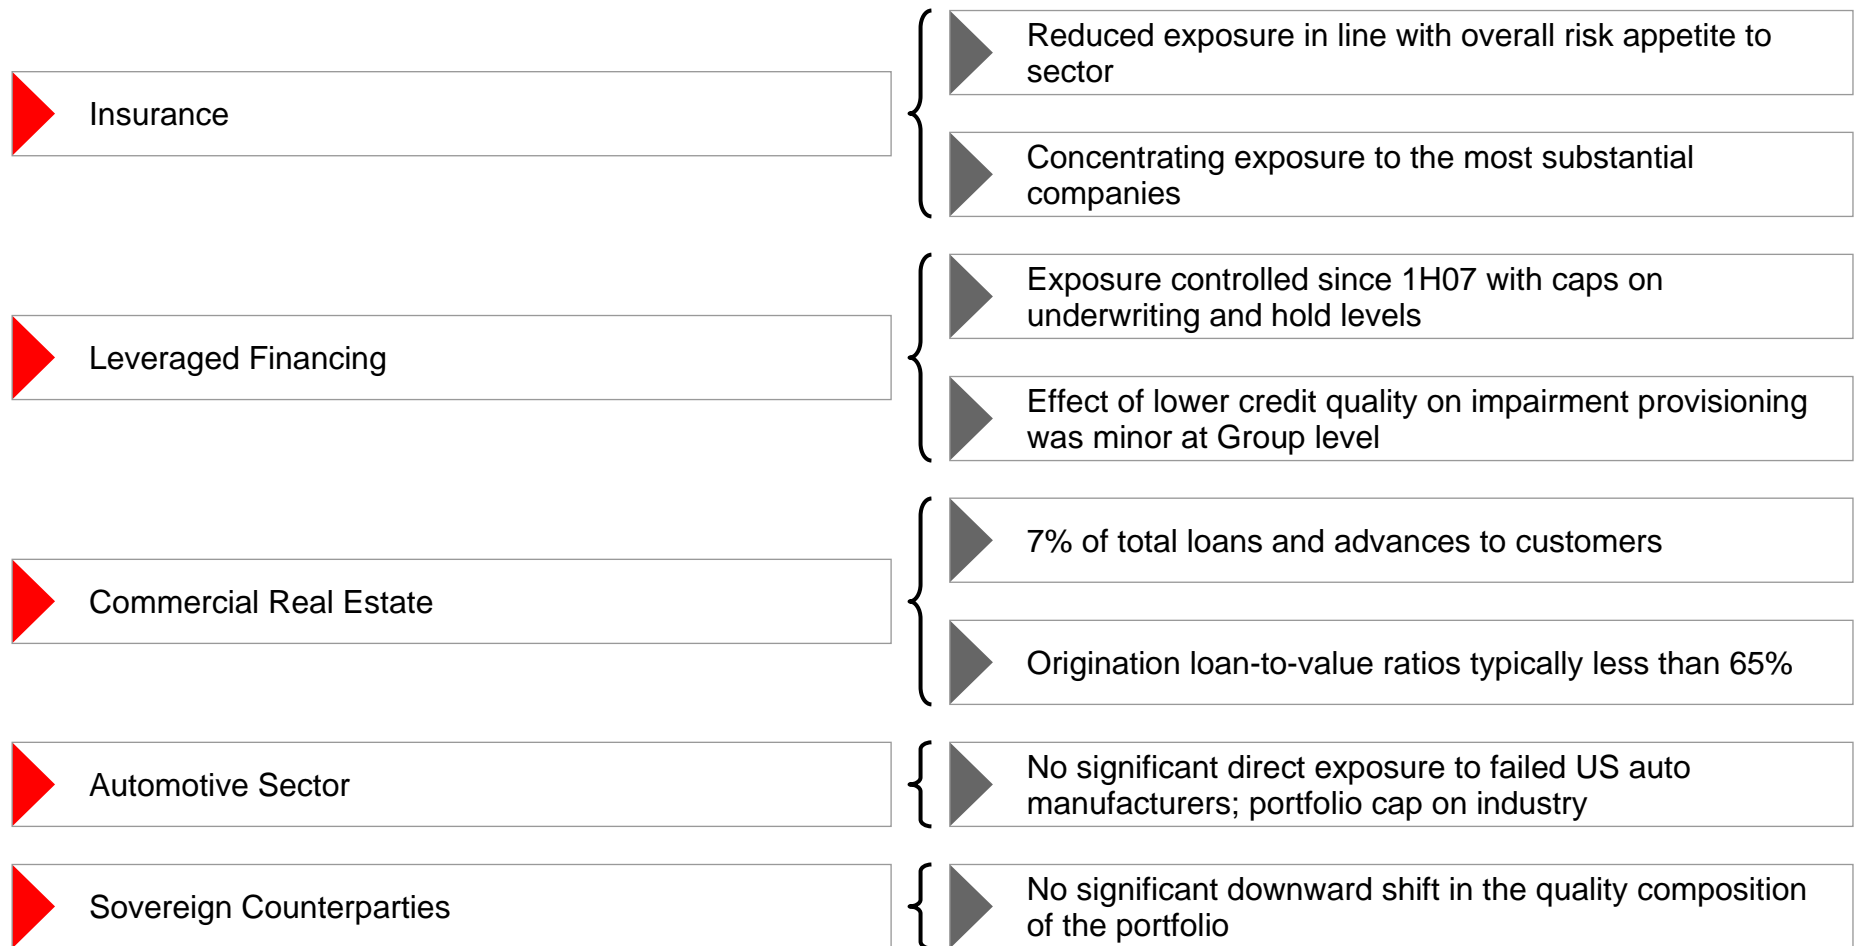 Insurance
Reduced exposure in line with overall risk appetite to
sector
Concentrating exposure to the most substantial
companies
Leveraged Financing
Exposure controlled since 1H07 with caps on
underwriting and hold levels
Effect of lower credit quality on impairment provisioning
was minor at Group level
Commercial Real Estate
7% of total loans and advances to customers
Origination loan-to-value ratios typically less than 65%
Automotive Sector
No significant direct exposure to failed US auto
manufacturers; portfolio cap on industry
Sovereign Counterparties
No significant downward shift in the quality composition
of the portfolio